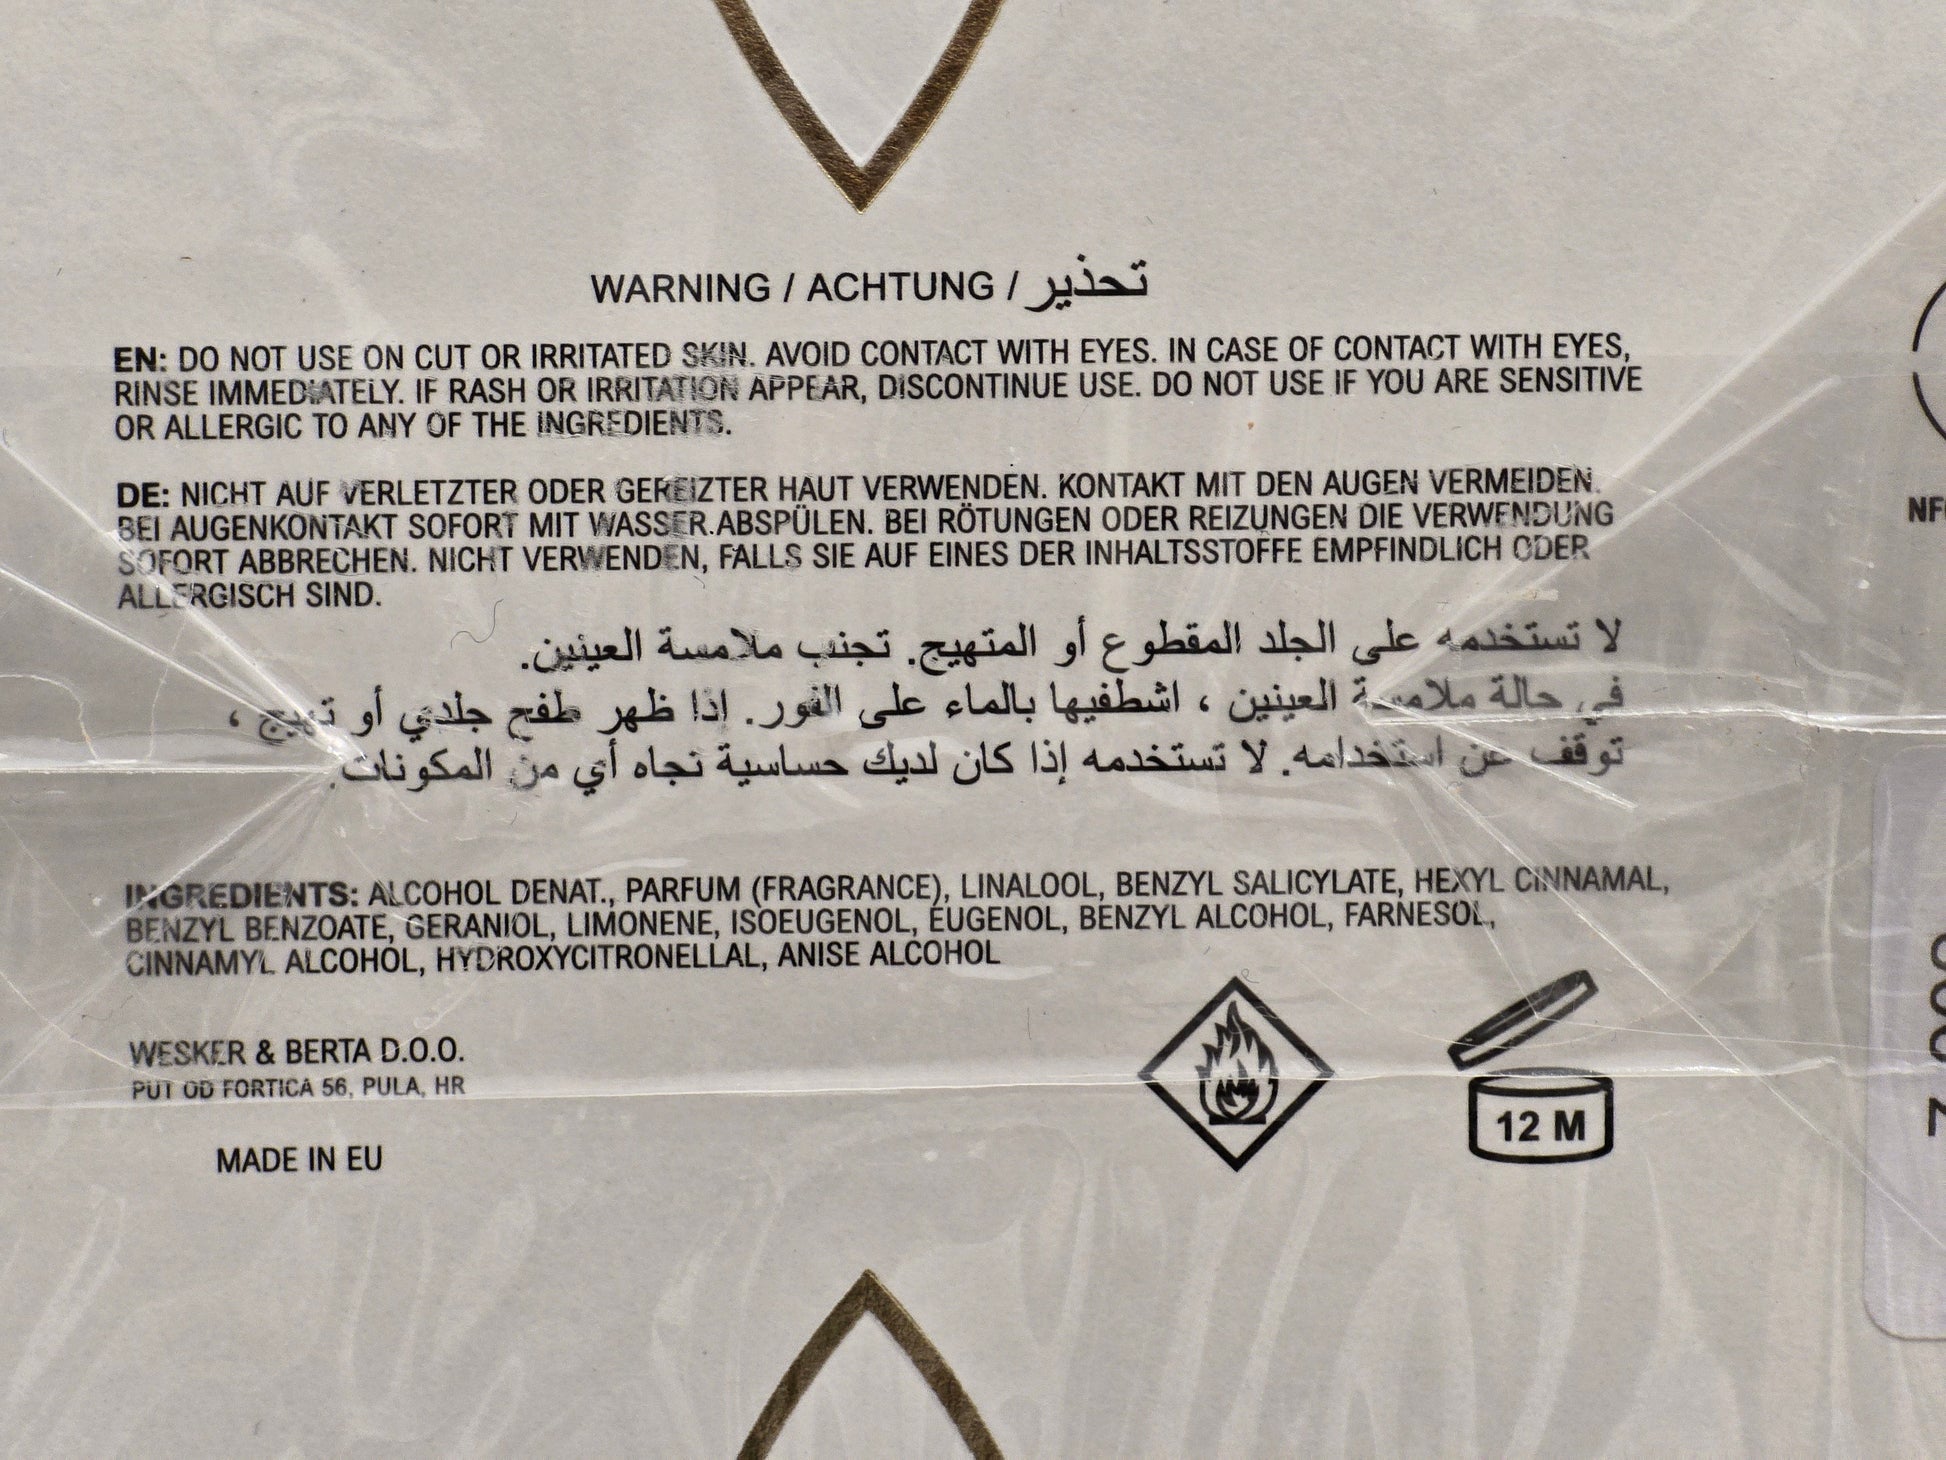 WARNING / ACHTUNG / تحذير
EN: DO NOT USE ON CUT OR IRRITATED SKIN. AVOID CONTACT WITH EYES. IN CASE OF CONTACT WITH EYES,
RINSE IMMEDIATELY. IF RASH OR IRRITATION APPEAR, DISCONTINUE USE. DO NOT USE IF YOU ARE SENSITIVE
OR ALLERGIC TO ANY OF THE INGREDIENTS.
DE: NICHT AUF VERLETZTER ODER GEREIZTER HAUT VERWENDEN. KONTAKT MIT DEN AUGEN VERMEIDEN.
BEI AUGENKONTAKT SOFORT MIT WASSER ABSPÜLEN. BEI RÖTUNGEN ODER REIZUNGEN DIE VERWENDUNG
SOFORT ABBRECHEN. NICHT VERWENDEN, FALLS SIE AUF EINES DER INHALTSSTOFFE EMPFINDLICH ODER
ALLERGISCH SIND.
لا تستخدمه على الجلد المقطوع أو المتهيج. تجنب ملامسة العينين.
في حالة ملامسة العينين ، اشطفيها بالماء على الفور. اذا ظهر طفح جلدي أو تهيج ،
توقف عن استخدامه. لا تستخدمه إذا كان لديك حساسية تجاه أي من المكونات.
INGREDIENTS: ALCOHOL DENAT., PARFUM (FRAGRANCE), LINALOOL, BENZYL SALICYLATE, HEXYL CINNAMAL,
BENZYL BENZOATE, GERANIOL, LIMONENE, ISOEUGENOL, EUGENOL, BENZYL ALCOHOL, FARNESOL,
CINNAMYL ALCOHOL, HYDROXYCITRONELLAL, ANISE ALCOHOL
WESKER & BERTA D.O.O.
PUT OD FORTICA 56, PULA, HR
MADE IN EU
12 M